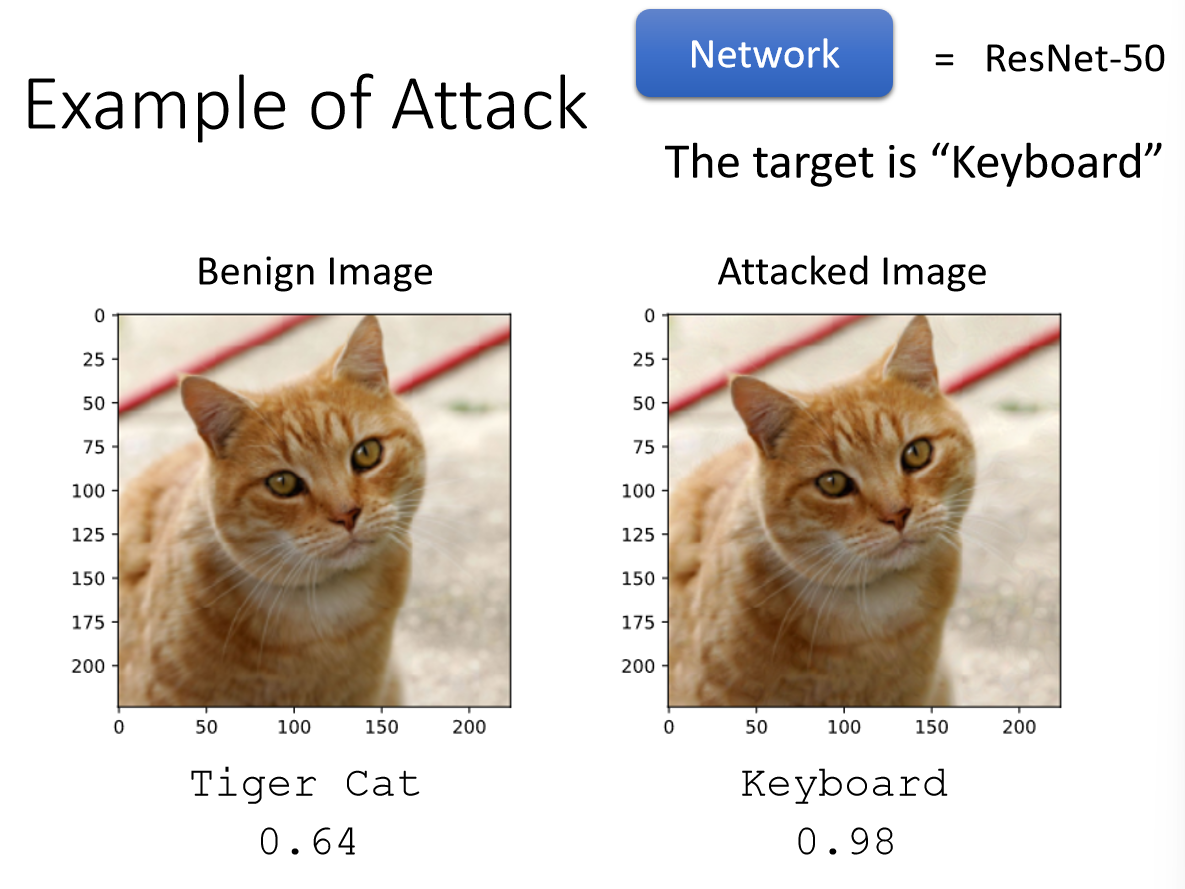 Network = ResNet-50
Example of Attack
The target is “Keyboard”
Benign Image
0
25
50
75
100
125
150
175
200
0 50 100 150 200
Tiger Cat
0.64
Attacked Image
0
25
50
75
100
125
150
175
200
0 50 100 150 200
Keyboard
0.98